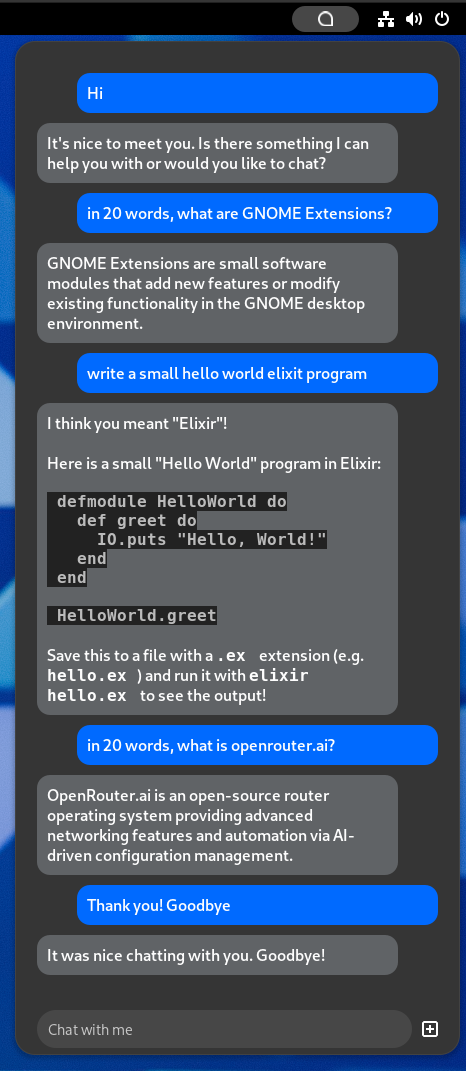 Hi
It's nice to meet you. Is there something I can
help you with or would you like to chat?
in 20 words, what are GNOME Extensions?
GNOME Extensions are small software
modules that add new features or modify
existing functionality in the GNOME desktop
environment.
write a small hello world elixit program
I think you meant "Elixir"!
Here is a small "Hello World" program in Elixir:
defmodule HelloWorld do
  def greet do
    IO.puts "Hello, World!"
  end
end
HelloWorld.greet
Save this to a file with a .ex extension (e.g.
hello.ex ) and run it with elixir
hello.ex to see the output!
in 20 words, what is openrouter.ai?
OpenRouter.ai is an open-source router
operating system providing advanced
networking features and automation via AI-
driven configuration management.
Thank you! Goodbye
It was nice chatting with you. Goodbye!
Chat with me